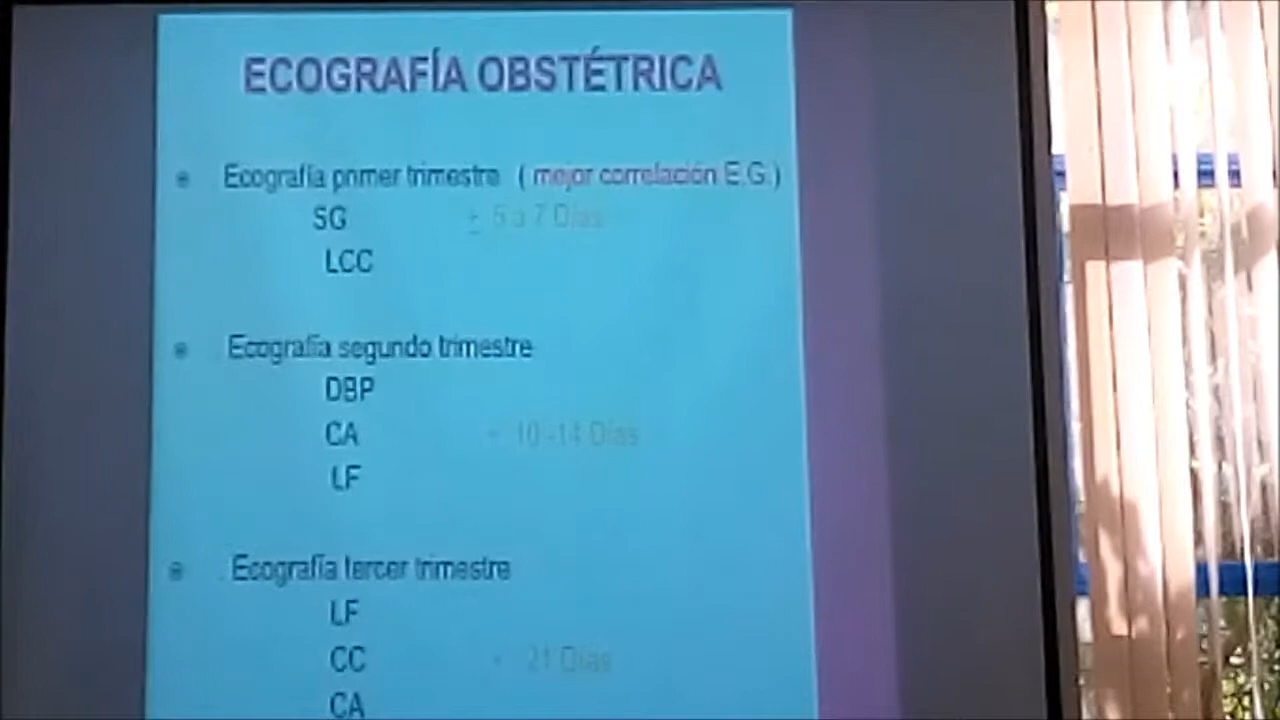 ECOGRAFÍA OBSTÉTRICA
Ecografía primer trimestre ( mejor correlación E.G.)
SG ± 5 a 7 Días
LCC
Ecografía segundo trimestre
DBP
CA 10 -14 Días
LF
Ecografía tercer trimestre
LF
CC 21 Días
CA